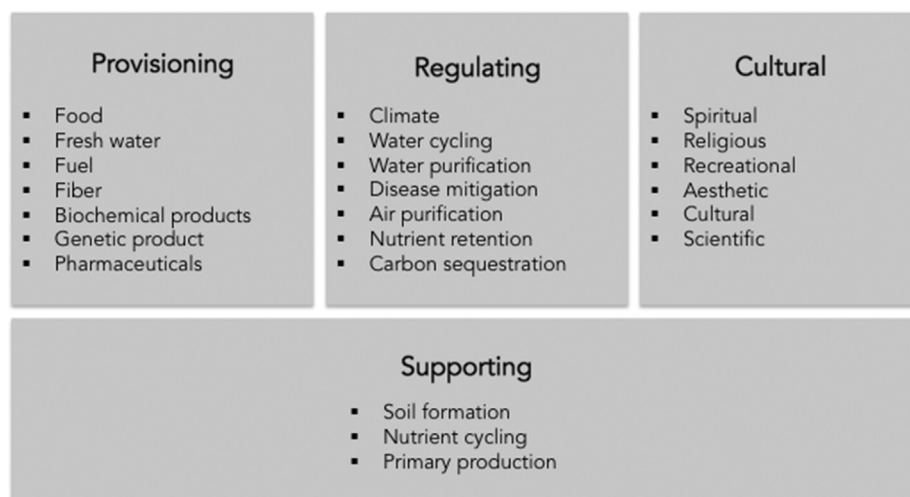 Provisioning
▪ Food
▪ Fresh water
▪ Fuel
▪ Fiber
▪ Biochemical products
▪ Genetic product
▪ Pharmaceuticals
Regulating
▪ Climate
▪ Water cycling
▪ Water purification
▪ Disease mitigation
▪ Air purification
▪ Nutrient retention
▪ Carbon sequestration
Cultural
▪ Spiritual
▪ Religious
▪ Recreational
▪ Aesthetic
▪ Cultural
▪ Scientific
Supporting
▪ Soil formation
▪ Nutrient cycling
▪ Primary production